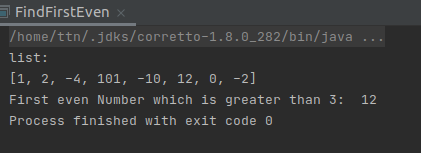 FindFirstEven ×
/home/ttn/.jdks/corretto-1.8.0_282/bin/java ...
list:
[1, 2, -4, 101, -10, 12, 0, -2]
First even Number which is greater than 3:  12
Process finished with exit code 0